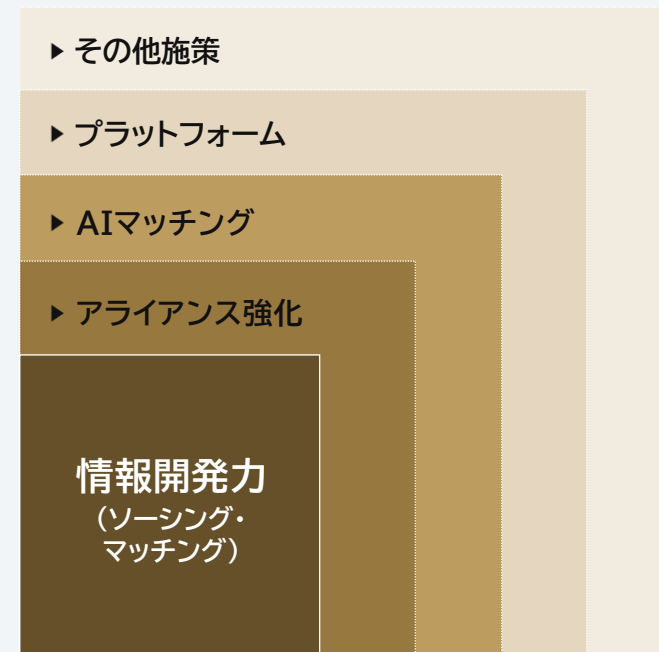 ▶ その他施策
▶ プラットフォーム
▶ AIマッチング
▶ アライアンス強化
情報開発力
（ソーシング・
マッチング）